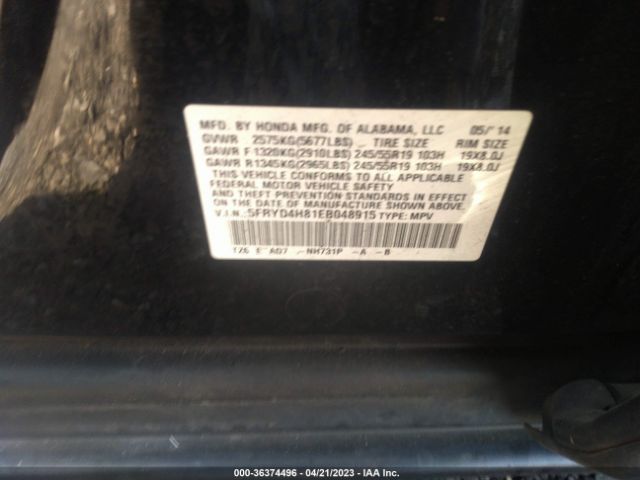 MFD. BY HONDA MFG. OF ALABAMA, LLC 05/'14
GVWR 2575KG(5677LBS) TIRE SIZE RIM SIZE
GAWR F 1320KG(2910LBS) 245/55R19 103H 19X8.0J
GAWR R 1345KG(2965LBS) 245/55R19 103H 19X8.0J
THIS VEHICLE CONFORMS TO ALL APPLICABLE
FEDERAL MOTOR VEHICLE SAFETY
AND THEFT PREVENTION STANDARDS IN EFFECT
ON THE DATE OF MANUFACTURE SHOWN ABOVE.
V.I.N.: 5FRYD4H81EB048915 TYPE: MPV
TZ6 E A07 -NH731P -A -B
000-36374496 - 04/21/2023 - IAA Inc.